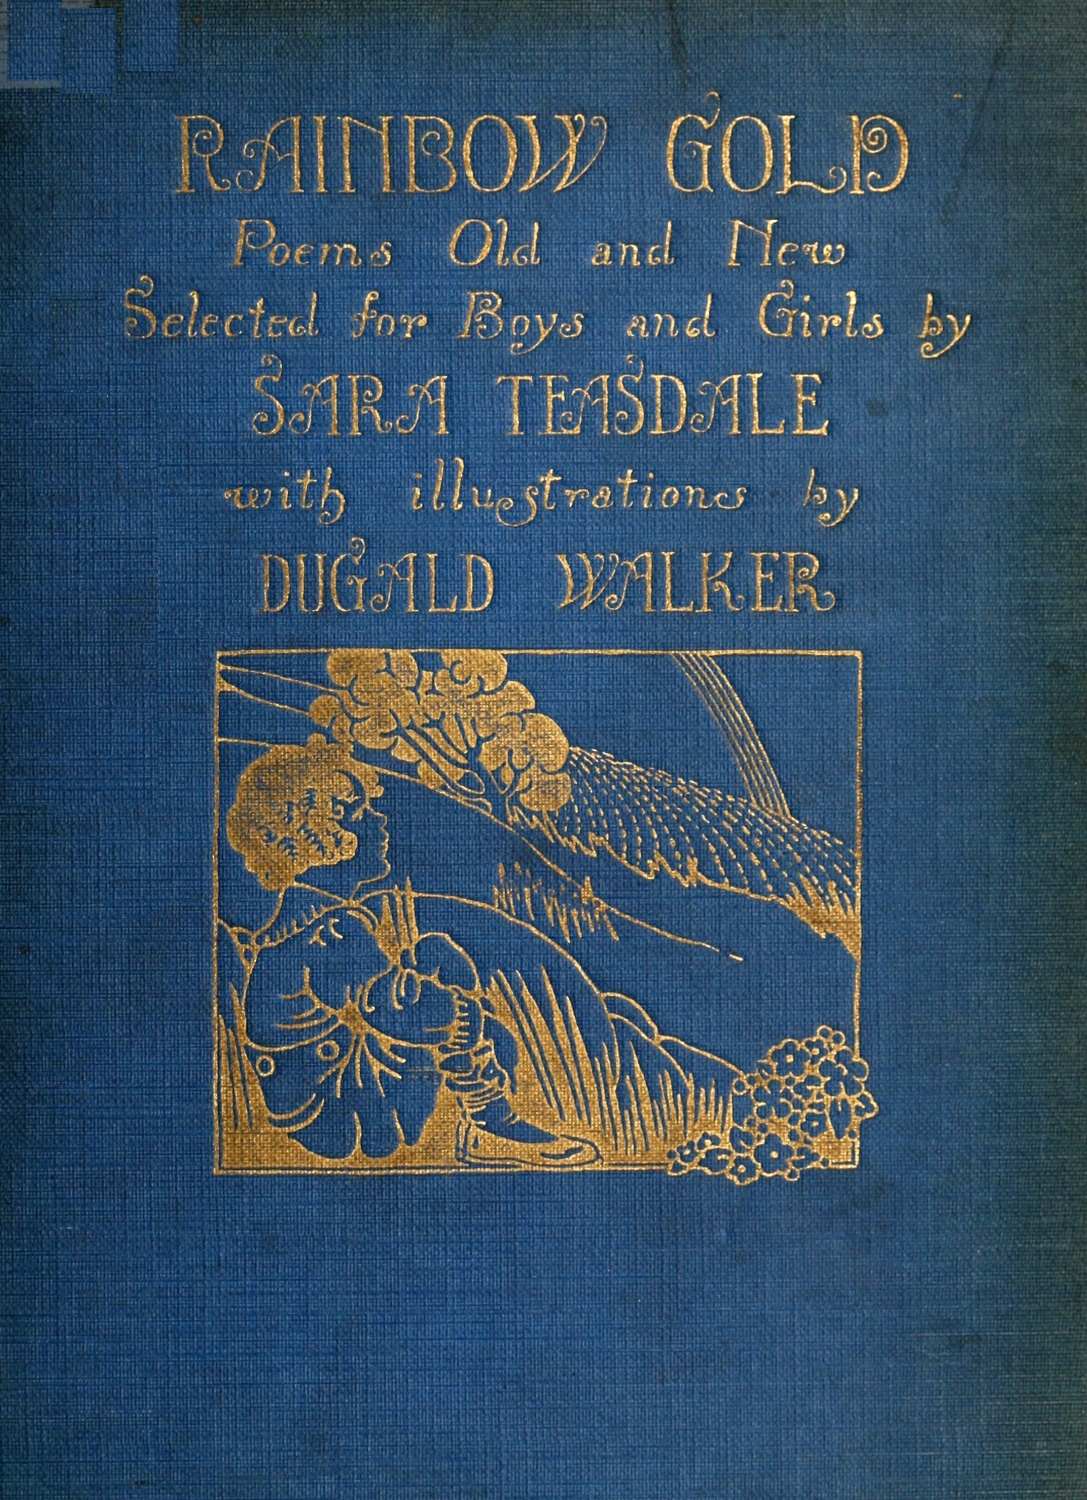 RAINBOW GOLD
Poems Old and New
Selected for Boys and Girls by
SARA TEASDALE
with illustrations by
DUGALD WALKER